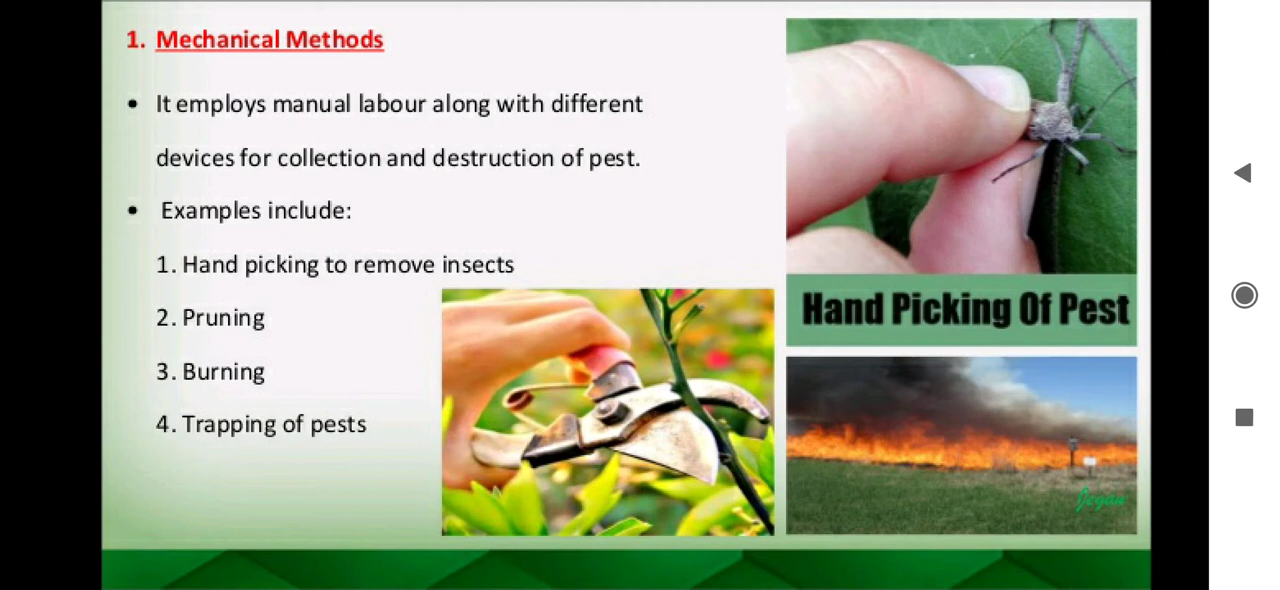 1. Mechanical Methods
• It employs manual labour along with different
devices for collection and destruction of pest.
• Examples include:
1. Hand picking to remove insects
2. Pruning
3. Burning
4. Trapping of pests
Hand Picking Of Pest
Jegan